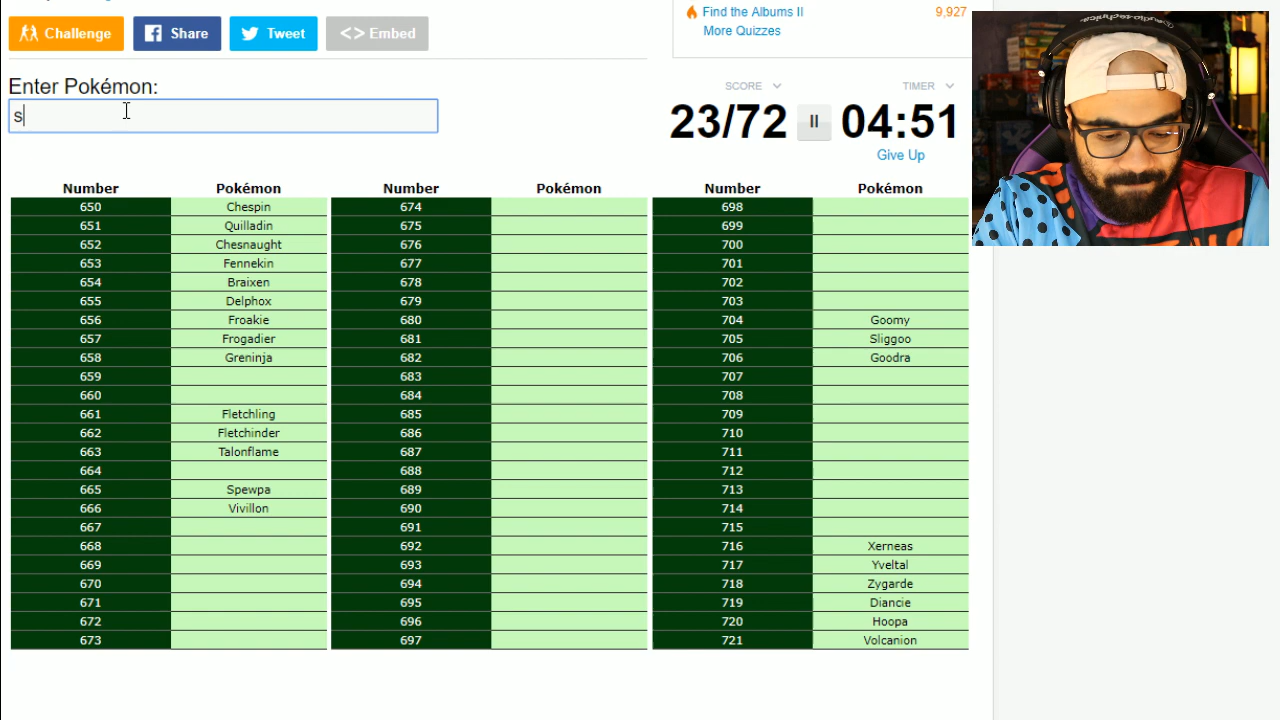 Find the Albums II 9,927
More Quizzes
Challenge Share Tweet <> Embed
Enter Pokémon:
s
SCORE TIMER
23/72 04:51
Give Up
Number Pokémon Number Pokémon Number Pokémon
650 Chespin 674 698
651 Quilladin 675 699
652 Chesnaught 676 700
653 Fennekin 677 701
654 Braixen 678 702
655 Delphox 679 703
656 Froakie 680 704 Goomy
657 Frogadier 681 705 Sliggoo
658 Greninja 682 706 Goodra
659 683 707
660 684 708
661 Fletchling 685 709
662 Fletchinder 686 710
663 Talonflame 687 711
664 688 712
665 Spewpa 689 713
666 Vivillon 690 714
667 691 715
668 692 716 Xerneas
669 693 717 Yveltal
670 694 718 Zygarde
671 695 719 Diancie
672 696 720 Hoopa
673 697 721 Volcanion